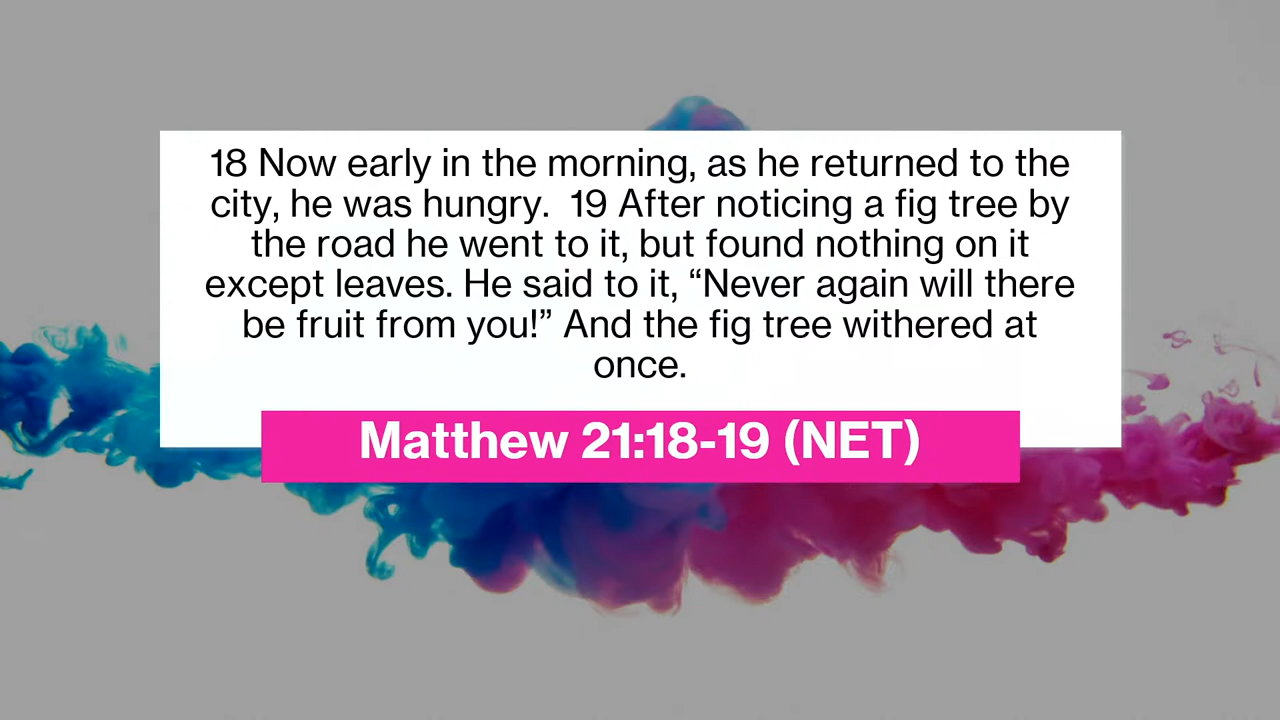 18 Now early in the morning, as he returned to the
city, he was hungry.  19 After noticing a fig tree by
the road he went to it, but found nothing on it
except leaves. He said to it, “Never again will there
be fruit from you!” And the fig tree withered at
once.
Matthew 21:18-19 (NET)